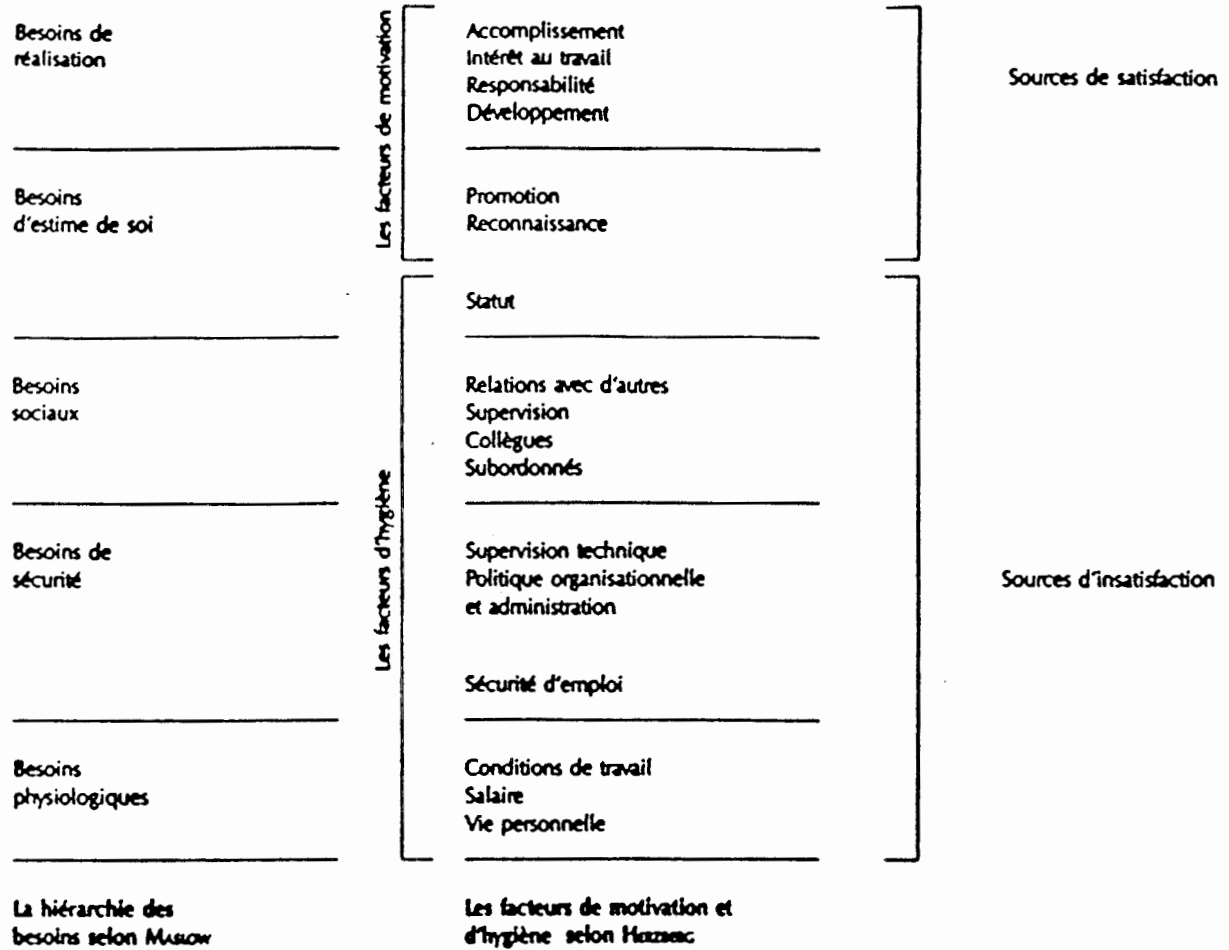 Besoins de
réalisation
Les facteurs de motivation
Accomplissement
Intérêt au travail
Responsabilité
Développement
Sources de satisfaction
Besoins
d'estime de soi
Promotion
Reconnaissance
Statut
Besoins
sociaux
Relations avec d'autres
Supervision
Collègues
Subordonnés
Les facteurs d'hygiène
Besoins de
sécurité
Supervision technique
Politique organisationnelle
et administration
Sources d'insatisfaction
Sécurité d'emploi
Besoins
physiologiques
Conditions de travail
Salaire
Vie personnelle
La hiérarchie des
besoins selon MASLOW
Les facteurs de motivation et
d'hygiène selon